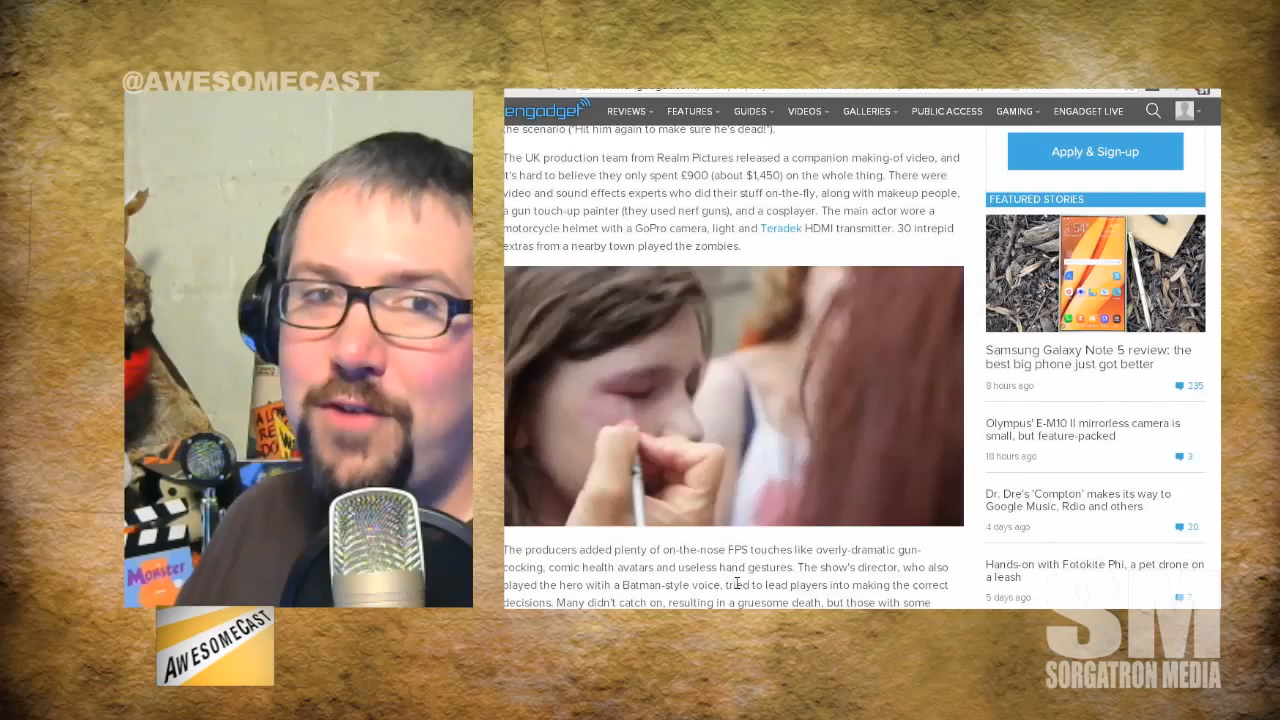 @AWESOMECAST
engadget
REVIEWS
FEATURES
GUIDES
VIDEOS
GALLERIES
PUBLIC ACCESS
GAMING
ENGADGET LIVE
the scenario ("Hit him again to make sure he's dead!").
The UK production team from Realm Pictures released a companion making-of video, and
it's hard to believe they only spent £900 (about $1,450) on the whole thing. There were
video and sound effects experts who did their stuff on-the-fly, along with makeup people,
a gun touch-up painter (they used nerf guns), and a cosplayer. The main actor wore a
motorcycle helmet with a GoPro camera, light and Teradek HDMI transmitter. 30 intrepid
extras from a nearby town played the zombies.
The producers added plenty of on-the-nose FPS touches like overly-dramatic gun-
cocking, comic health avatars and useless hand gestures. The show's director, who also
played the hero witih a Batman-style voice, tried to lead players into making the correct
decisions. Many didn't catch on, resulting in a gruesome death, but those with some
Apply & Sign-up
FEATURED STORIES
Samsung Galaxy Note 5 review: the
best big phone just got better
8 hours ago
235
Olympus' E-M10 II mirrorless camera is
small, but feature-packed
18 hours ago
3
Dr. Dre's 'Compton' makes its way to
Google Music, Rdio and others
4 days ago
20
Hands-on with Fotokite Phi, a pet drone on
a leash
5 days ago
7
Monster
AWESOMECAST
SM
SORGATRON MEDIA